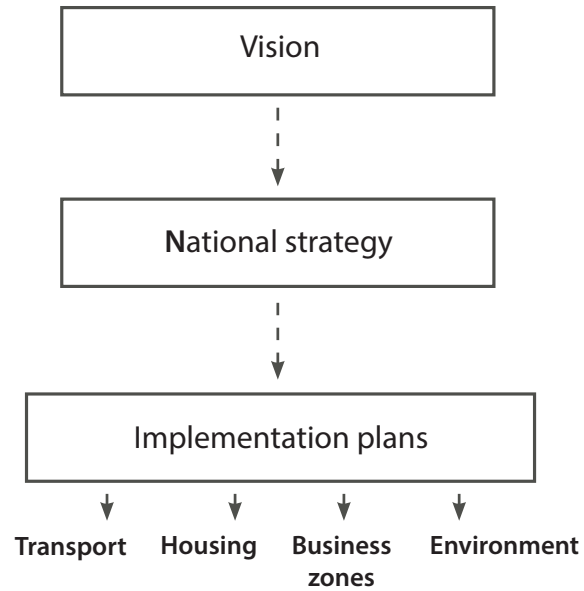 Vision
National strategy
Implementation plans
Transport Housing Business Environment
zones